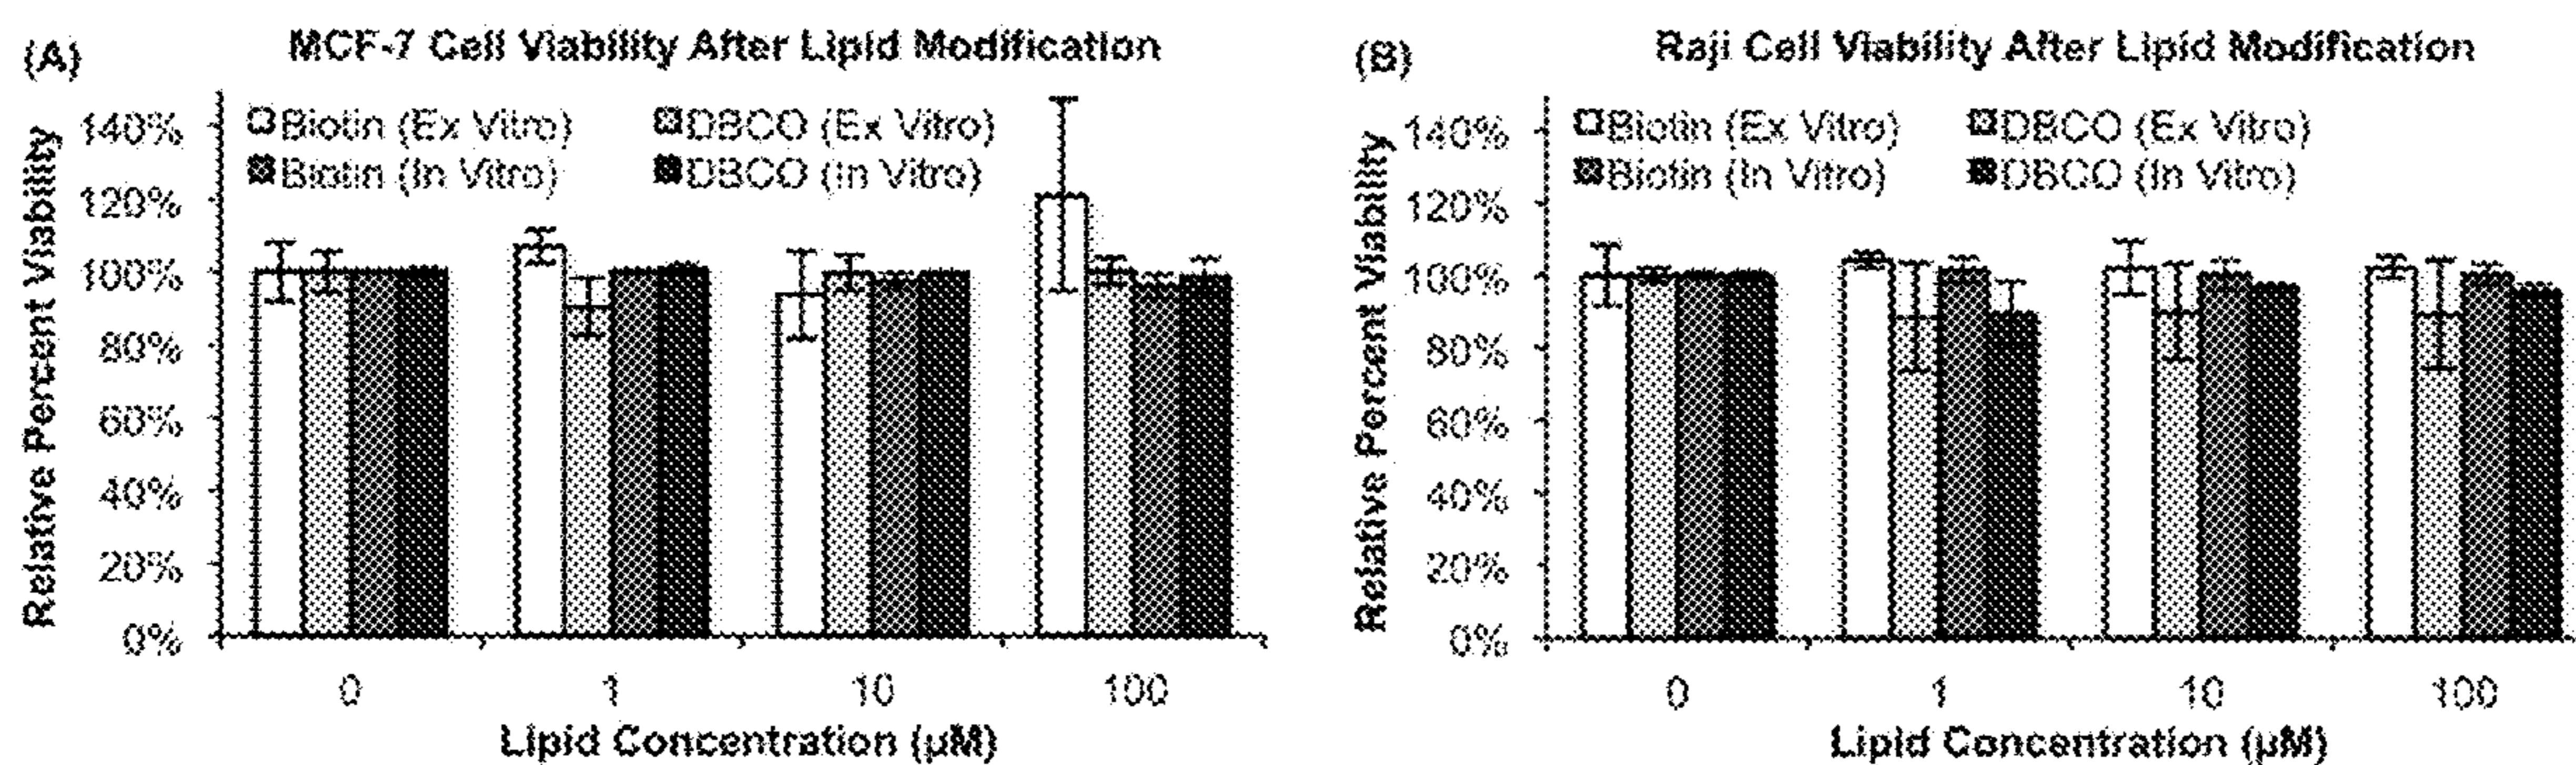 (A)
MCF-7 Cell Viability After Lipid Modification
Relative Percent Viability
140%
120%
100%
80%
60%
40%
20%
0%
Biotin (Ex Vitro)
DBCO (Ex Vitro)
Biotin (In Vitro)
DBCO (In Vitro)
0
1
10
100
Lipid Concentration (µM)
(B)
Raji Cell Viability After Lipid Modification
Relative Percent Viability
140%
120%
100%
80%
60%
40%
20%
0%
Biotin (Ex Vitro)
DBCO (Ex Vitro)
Biotin (In Vitro)
DBCO (In Vitro)
0
1
10
100
Lipid Concentration (µM)